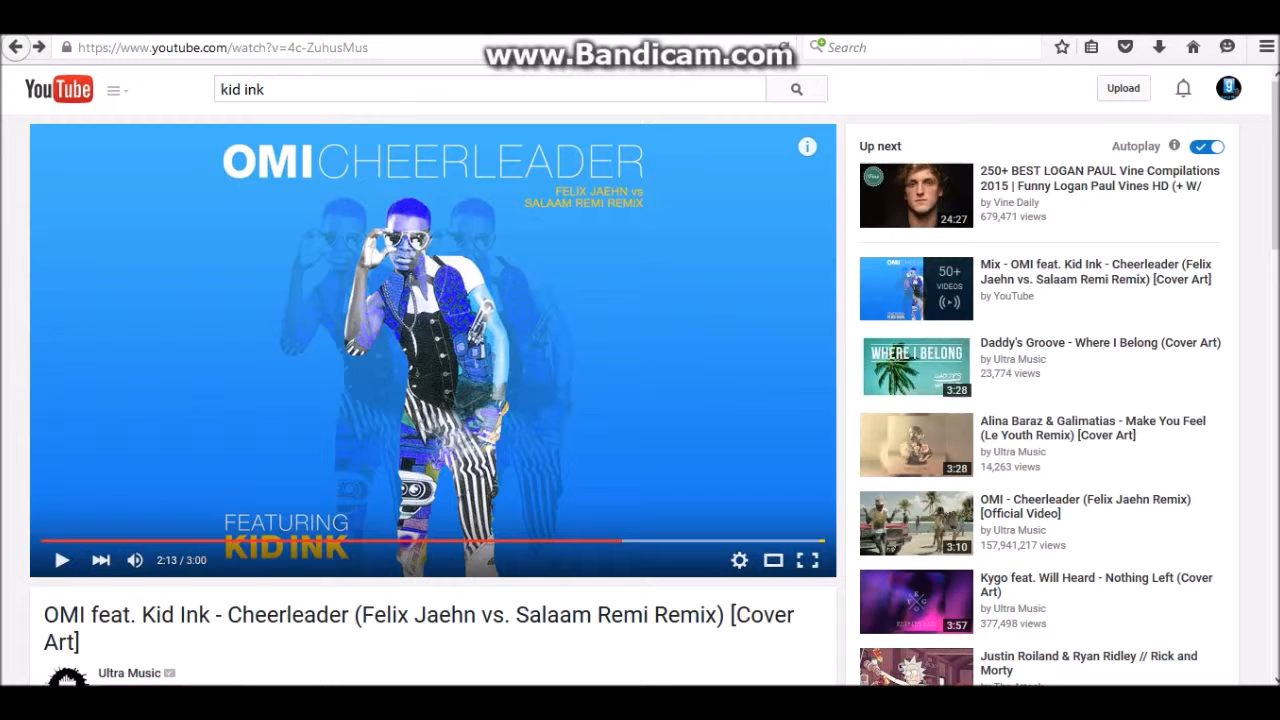 https://www.youtube.com/watch?v=4c-ZuhusMus
www.Bandicam.com
Search
YouTube
kid ink
Upload
OMI CHEERLEADER
FELIX JAEHN vs
SALAAM REMI REMIX
FEATURING
KID INK
2:13 / 3:00
OMI feat. Kid Ink - Cheerleader (Felix Jaehn vs. Salaam Remi Remix) [Cover
Art]
Ultra Music
Up next
Autoplay
24:27
250+ BEST LOGAN PAUL Vine Compilations
2015 | Funny Logan Paul Vines HD (+ W/
by Vine Daily
679,471 views
50+
VIDEOS
Mix - OMI feat. Kid Ink - Cheerleader (Felix
Jaehn vs. Salaam Remi Remix) [Cover Art]
by YouTube
WHERE I BELONG
3:28
Daddy's Groove - Where I Belong (Cover Art)
by Ultra Music
23,774 views
3:28
Alina Baraz & Galimatias - Make You Feel
(Le Youth Remix) [Cover Art]
by Ultra Music
14,263 views
3:10
OMI - Cheerleader (Felix Jaehn Remix)
[Official Video]
by Ultra Music
157,941,217 views
3:57
Kygo feat. Will Heard - Nothing Left (Cover
Art)
by Ultra Music
377,498 views
Justin Roiland & Ryan Ridley // Rick and
Morty